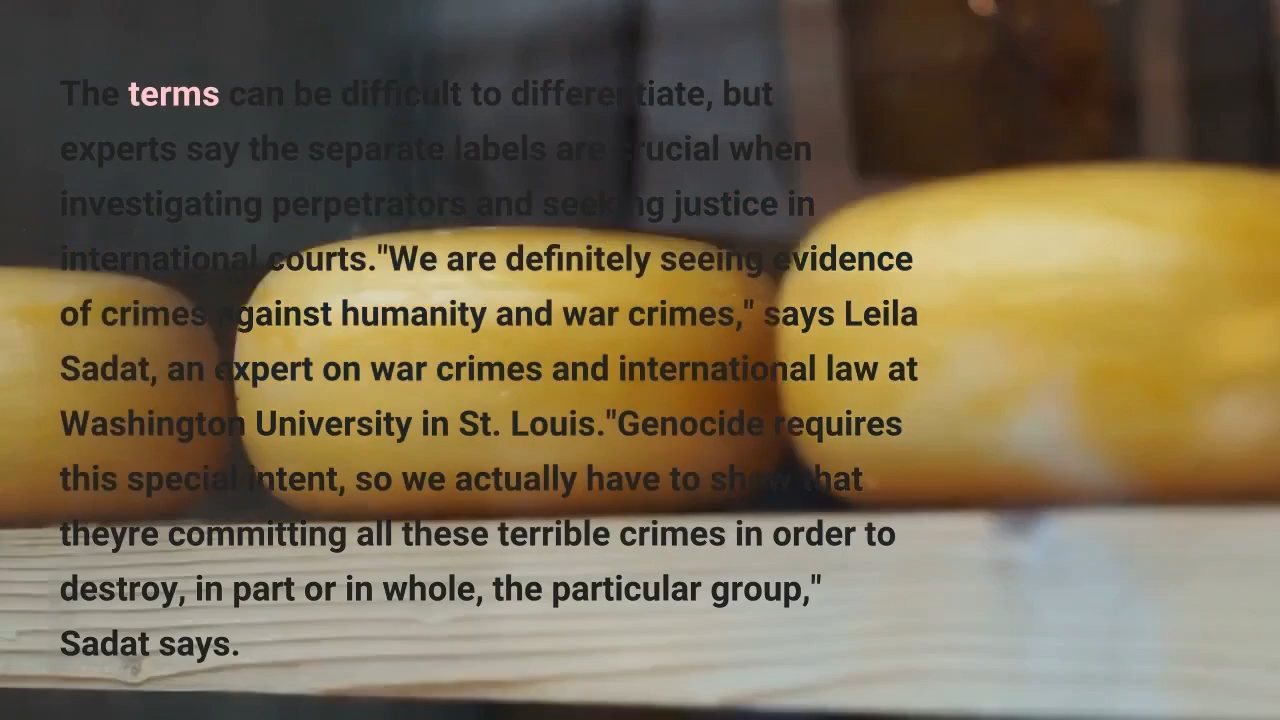 The terms can be difficult to differentiate, but
experts say the separate labels are crucial when
investigating perpetrators and seeking justice in
international courts."We are definitely seeing evidence
of crimes against humanity and war crimes," says Leila
Sadat, an expert on war crimes and international law at
Washington University in St. Louis."Genocide requires
this special intent, so we actually have to show that
theyre committing all these terrible crimes in order to
destroy, in part or in whole, the particular group,"
Sadat says.